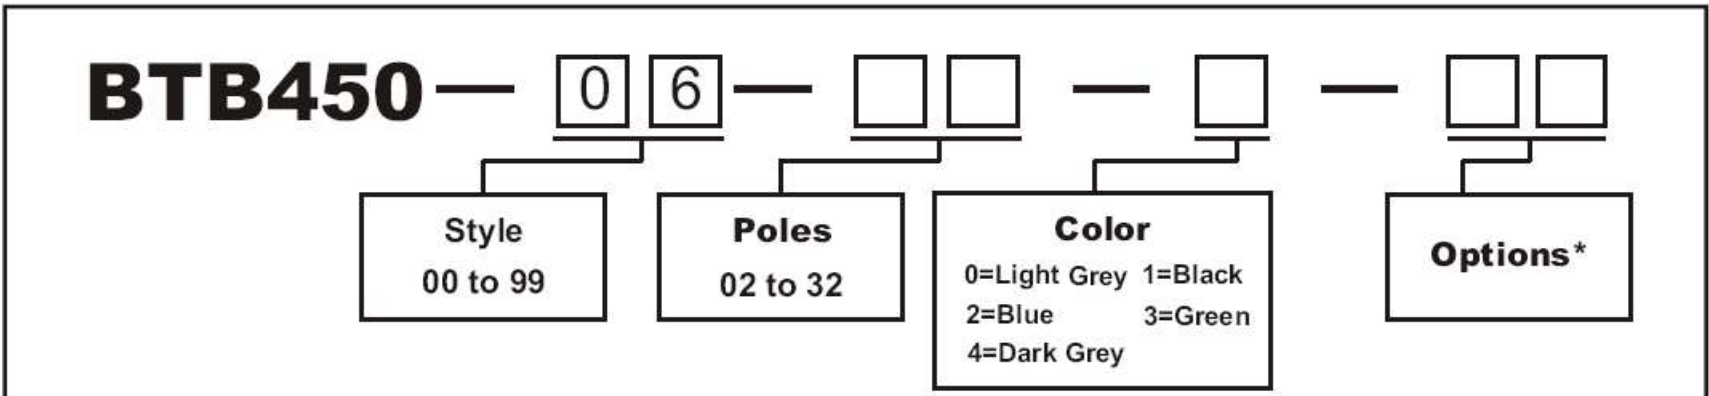 BTB450 — 0 6 — — —
Style
00 to 99
Poles
02 to 32
Color
0=Light Grey 1=Black
2=Blue 3=Green
4=Dark Grey
Options*